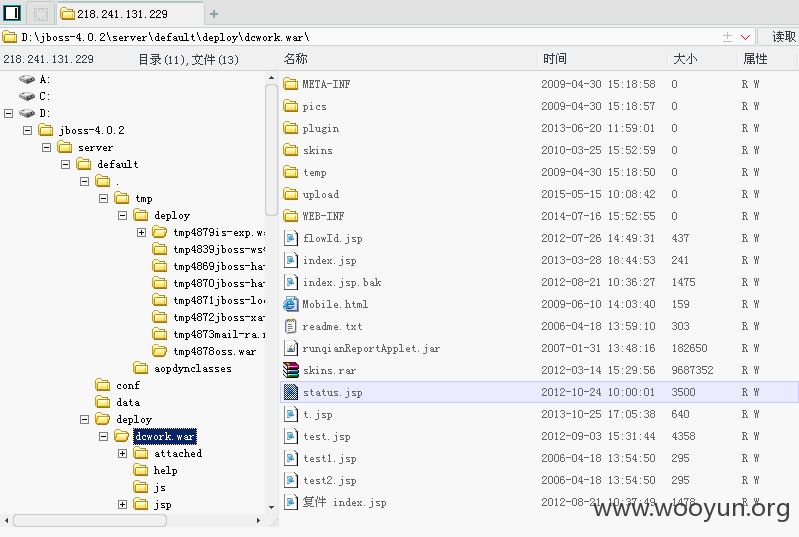 218.241.131.229
D:\jboss-4.0.2\server\default\deploy\dcwork.war\ 读取
218.241.131.229 目录(11),文件(13) 名称 时间 大小 属性
A:
C:
D:
jboss-4.0.2
server
default
.
tmp
deploy
tmp4879is-exp.wa
tmp4839jboss-ws4
tmp4869jboss-ha
tmp4870jboss-ha
tmp4871jboss-loc
tmp4872jboss-xa
tmp4873mail-ra.r
tmp4878oss.war
aopdynclasses
conf
data
deploy
dcwork.war
attached
help
js
jsp
META-INF 2009-04-30 15:18:58 0 R W
pics 2009-04-30 15:18:57 0 R W
plugin 2013-06-20 11:59:01 0 R W
skins 2010-03-25 15:52:59 0 R W
temp 2009-04-30 15:18:50 0 R W
upload 2015-05-15 10:08:42 0 R W
WEB-INF 2014-07-16 15:52:55 0 R W
flowId.jsp 2012-07-26 14:49:31 437 R W
index.jsp 2013-03-28 18:44:53 241 R W
index.jsp.bak 2012-08-21 10:36:27 1475 R W
Mobile.html 2009-06-10 14:03:40 159 R W
readme.txt 2006-04-18 13:59:10 303 R W
runqianReportApplet.jar 2007-01-31 13:48:16 182650 R W
skins.rar 2012-03-14 15:29:56 9687352 R W
status.jsp 2012-10-24 10:00:01 3500 R W
t.jsp 2013-10-25 17:05:38 640 R W
test.jsp 2012-09-03 15:31:44 4358 R W
test1.jsp 2006-04-18 13:54:50 295 R W
test2.jsp 2006-04-18 13:54:50 295 R W
复件 index.jsp 2012-08-21 10:37:49 1478 R W
www.wooyun.org